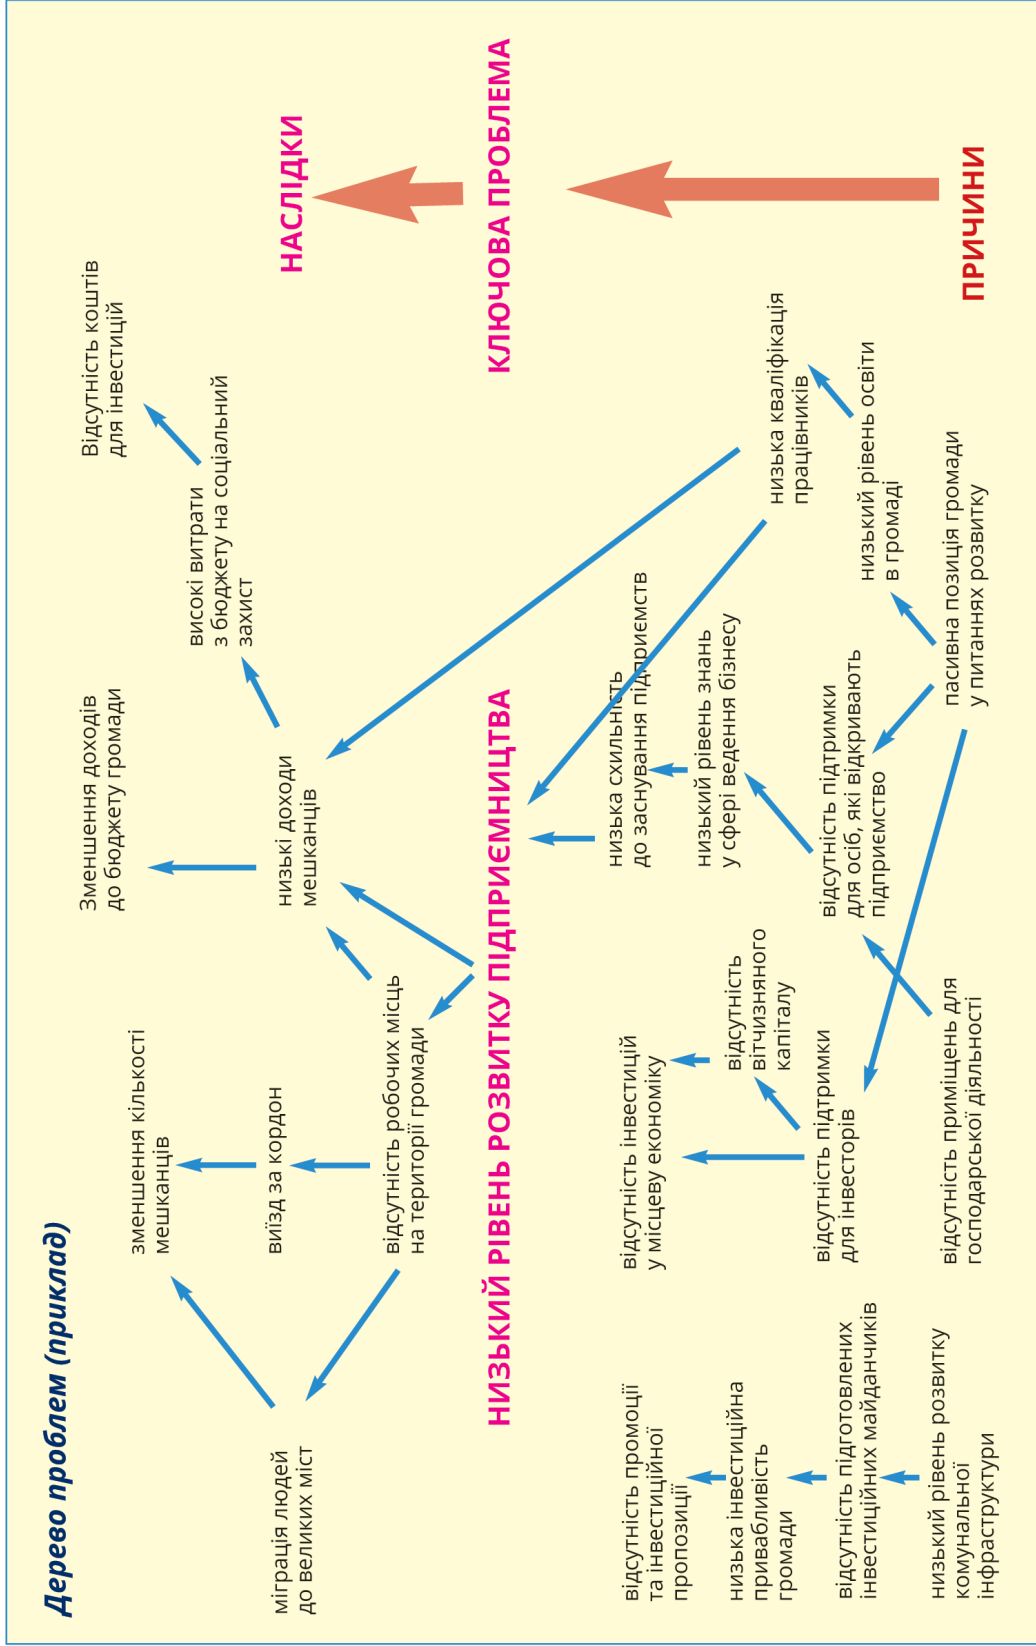 Дерево проблем (приклад)
Зменшення доходів
до бюджету громади
Відсутність коштів
для інвестицій
зменшення кількості
мешканців
високі витрати
з бюджету на соціальний
захист
міграція людей
до великих міст
виїзд за кордон
низькі доходи
мешканців
НАСЛІДКИ
відсутність робочих місць
на території громади
НИЗЬКИЙ РІВЕНЬ РОЗВИТКУ ПІДПРИЄМНИЦТВА
КЛЮЧОВА ПРОБЛЕМА
відсутність промоції
та інвестиційної
пропозиції
відсутність інвестицій
у місцеву економіку
низька схильність
до заснування підприємств
низька інвестиційна
привабливість
громади
відсутність
вітчизняного
капіталу
низький рівень знань
у сфері ведення бізнесу
низька кваліфікація
працівників
відсутність підготовлених
інвестиційних майданчиків
відсутність підтримки
для інвесторів
відсутність підтримки
для осіб, які відкривають
підприємство
низький рівень освіти
в громаді
низький рівень розвитку
комунальної
інфраструктури
відсутність приміщень для
господарської діяльності
пасивна позиція громади
у питаннях розвитку
ПРИЧИНИ